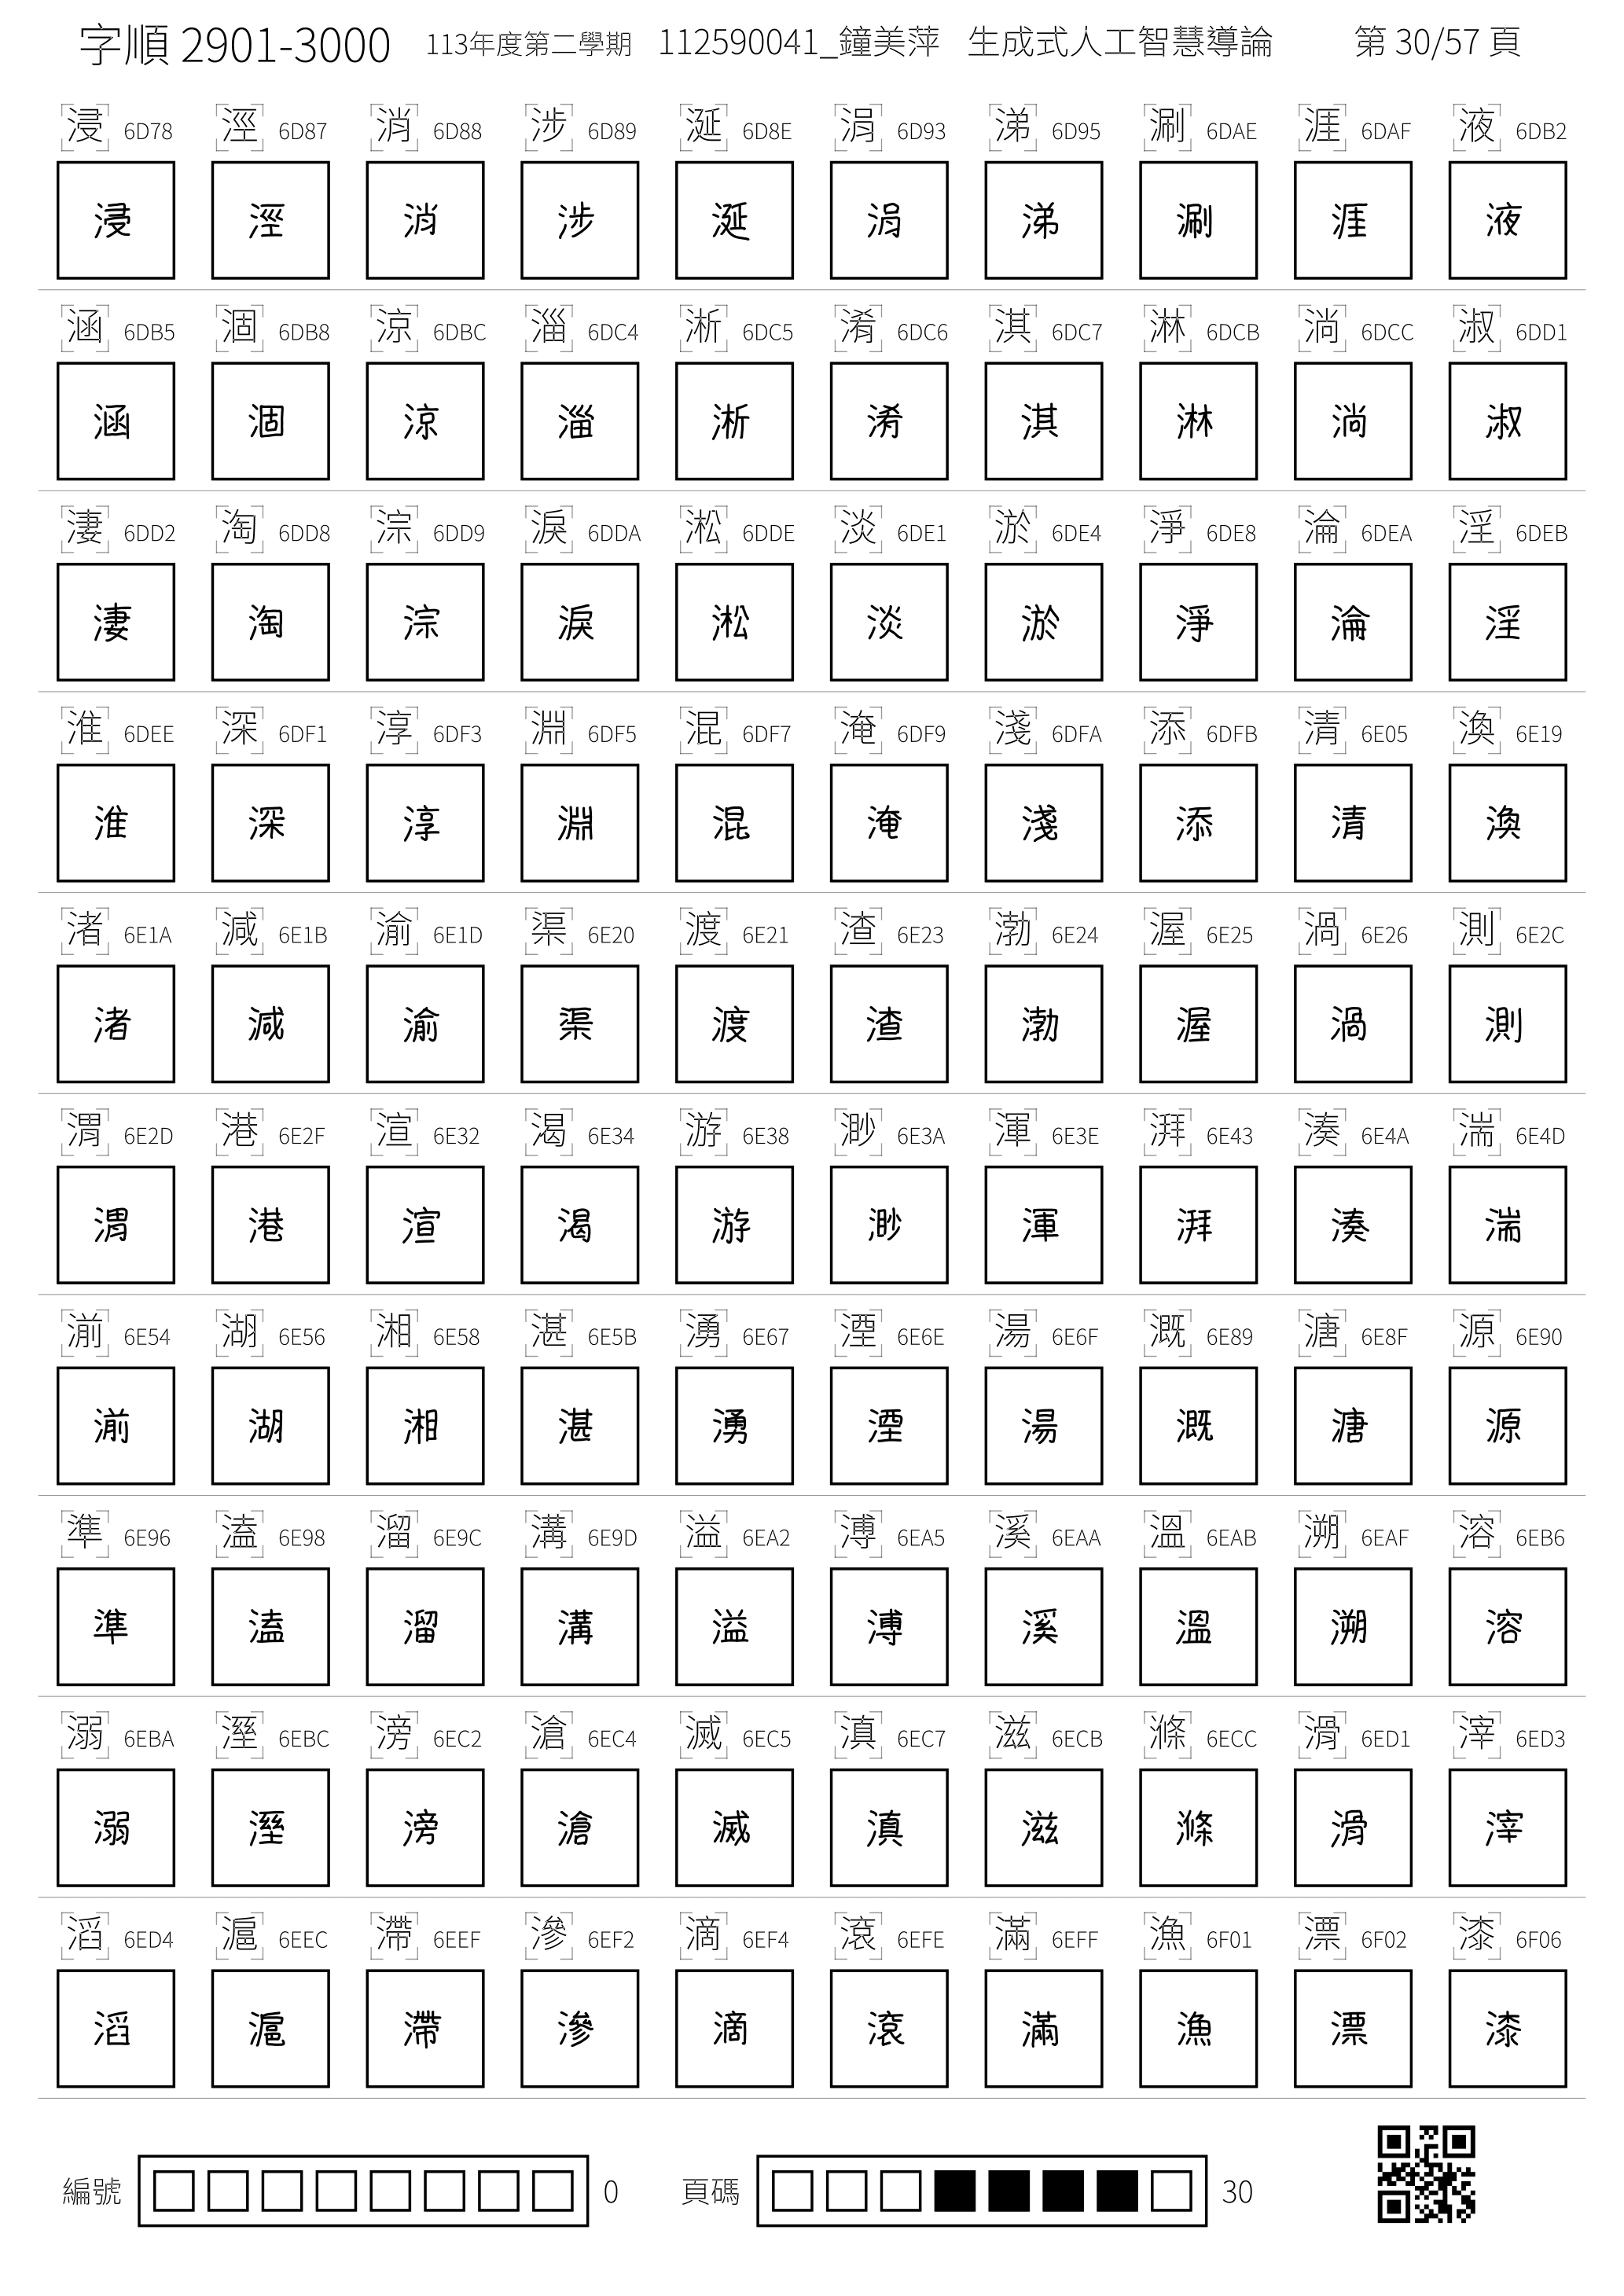 字順 2901-3000 113年度第二學期 112590041_鐘美萍 生成式人工智慧導論 第 30/57 頁
浸 6D78 涇 6D87 消 6D88 涉 6D89 涎 6D8E 涓 6D93 涕 6D95 涮 6DAE 涯 6DAF 液 6DB2
浸 涇 消 涉 涎 涓 涕 涮 涯 液
涵 6DB5 涸 6DB8 涼 6DBC 淄 6DC4 淅 6DC5 淆 6DC6 淇 6DC7 淋 6DCB 淌 6DCC 淑 6DD1
涵 涸 涼 淄 淅 淆 淇 淋 淌 淑
淒 6DD2 淘 6DD8 淙 6DD9 淚 6DDA 淞 6DDE 淡 6DE1 淤 6DE4 淨 6DE8 淪 6DEA 淫 6DEB
淒 淘 淙 淚 淞 淡 淤 淨 淪 淫
淮 6DEE 深 6DF1 淳 6DF3 淵 6DF5 混 6DF7 淹 6DF9 淺 6DFA 添 6DFB 清 6E05 渙 6E19
淮 深 淳 淵 混 淹 淺 添 清 渙
渚 6E1A 減 6E1B 渝 6E1D 渠 6E20 渡 6E21 渣 6E23 渤 6E24 渥 6E25 渦 6E26 測 6E2C
渚 減 渝 渠 渡 渣 渤 渥 渦 測
渭 6E2D 港 6E2F 渲 6E32 渴 6E34 游 6E38 渺 6E3A 渾 6E3E 湃 6E43 湊 6E4A 湍 6E4D
渭 港 渲 渴 游 渺 渾 湃 湊 湍
湔 6E54 湖 6E56 湘 6E58 湛 6E5B 湧 6E67 湮 6E6E 湯 6E6F 溉 6E89 溏 6E8F 源 6E90
湔 湖 湘 湛 湧 湮 湯 溉 溏 源
準 6E96 溘 6E98 溜 6E9C 溝 6E9D 溢 6EA2 溥 6EA5 溪 6EAA 溫 6EAB 溯 6EAF 溶 6EB6
準 溘 溜 溝 溢 溥 溪 溫 溯 溶
溺 6EBA 溼 6EBC 滂 6EC2 滄 6EC4 滅 6EC5 滇 6EC7 滋 6ECB 滌 6ECC 滑 6ED1 滓 6ED3
溺 溼 滂 滄 滅 滇 滋 滌 滑 滓
滔 6ED4 滬 6EEC 滯 6EEF 滲 6EF2 滴 6EF4 滾 6EFE 滿 6EFF 漁 6F01 漂 6F02 漆 6F06
滔 滬 滯 滲 滴 滾 滿 漁 漂 漆
編號 0 頁碼 30